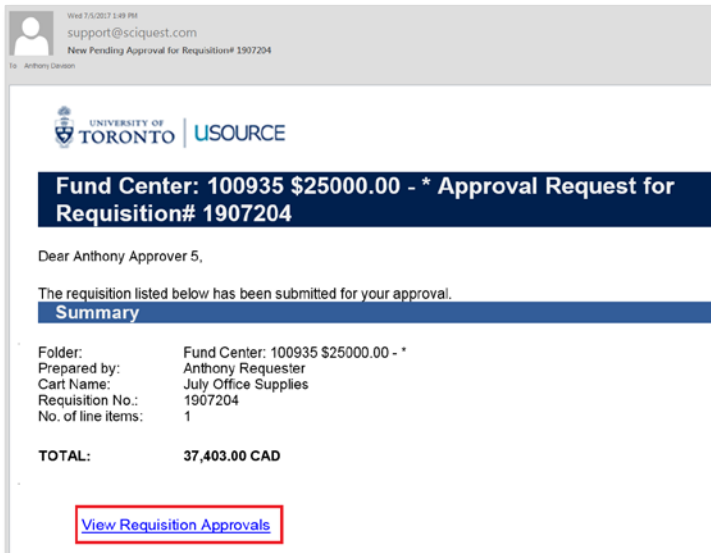 Wed 7/5/2017 1:49 PM
support@sciquest.com
New Pending Approval for Requisition# 1907204
To Anthony Davison
UNIVERSITY OF
TORONTO
USOURCE
Fund Center: 100935 $25000.00 - * Approval Request for
Requisition# 1907204
Dear Anthony Approver 5,
The requisition listed below has been submitted for your approval.
Summary
Folder: Fund Center: 100935 $25000.00 - *
Prepared by: Anthony Requester
Cart Name: July Office Supplies
Requisition No.: 1907204
No. of line items: 1
TOTAL: 37,403.00 CAD
View Requisition Approvals